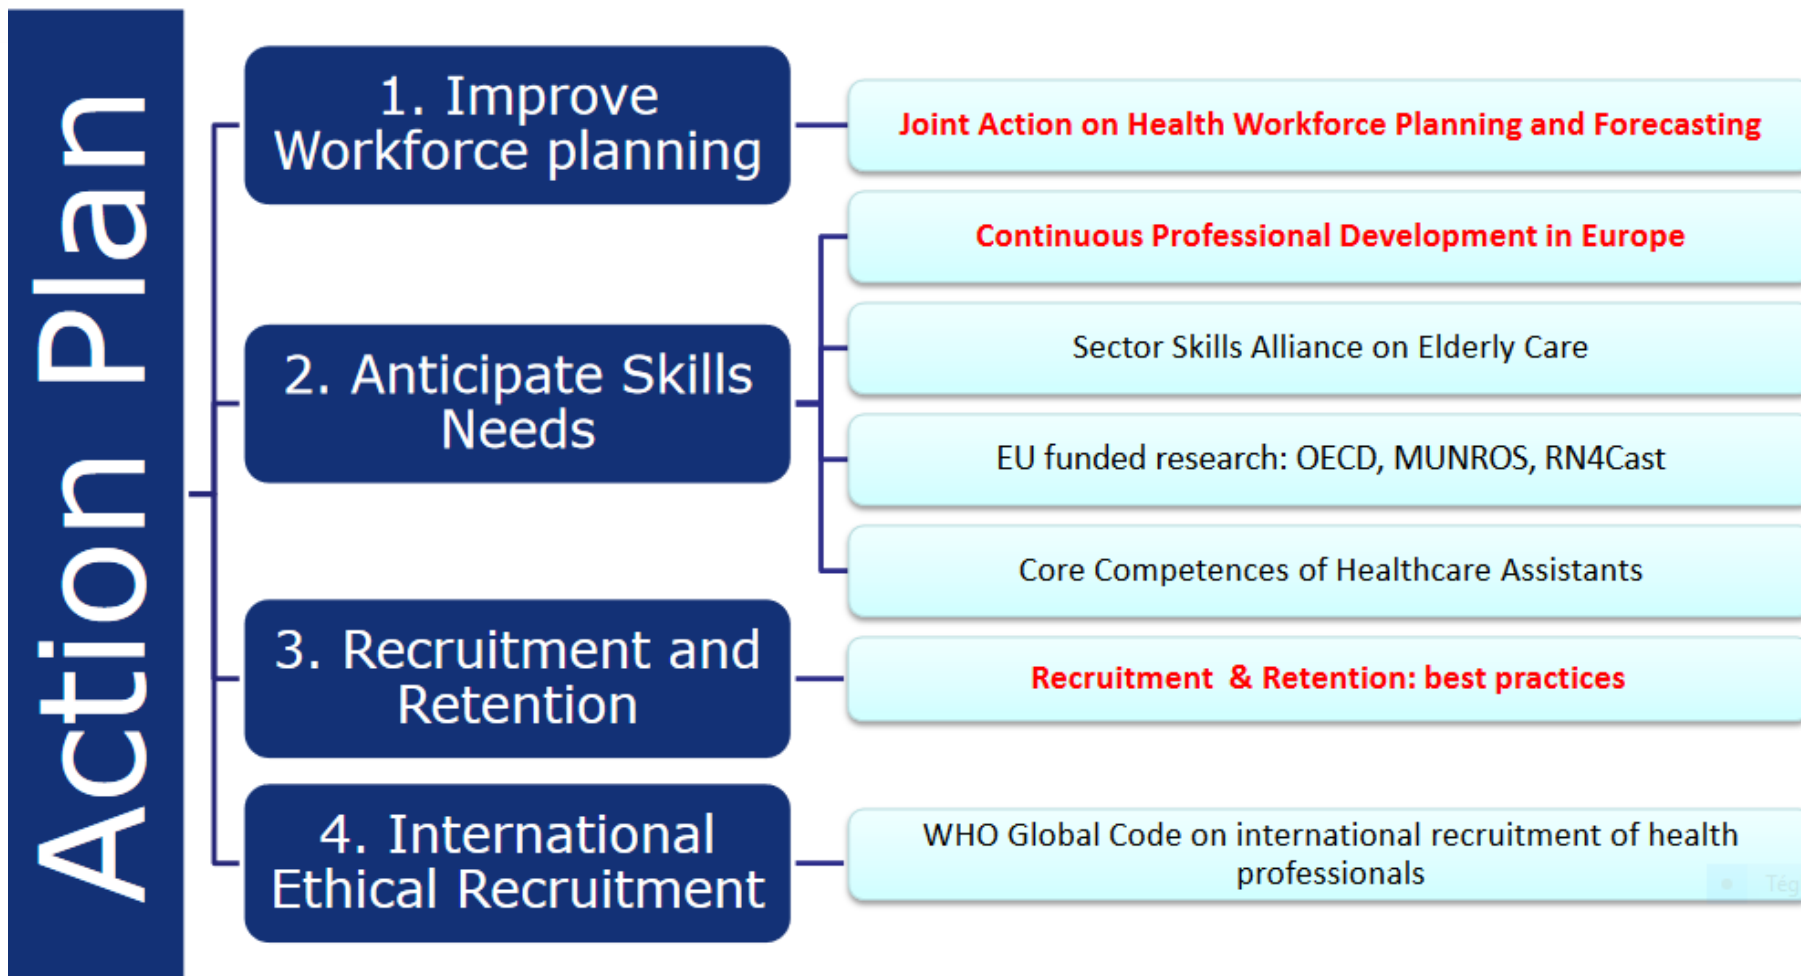 Action Plan
1. Improve
Workforce planning
Joint Action on Health Workforce Planning and Forecasting
2. Anticipate Skills
Needs
Continuous Professional Development in Europe
Sector Skills Alliance on Elderly Care
EU funded research: OECD, MUNROS, RN4Cast
Core Competences of Healthcare Assistants
3. Recruitment and
Retention
Recruitment & Retention: best practices
4. International
Ethical Recruitment
WHO Global Code on international recruitment of health
professionals